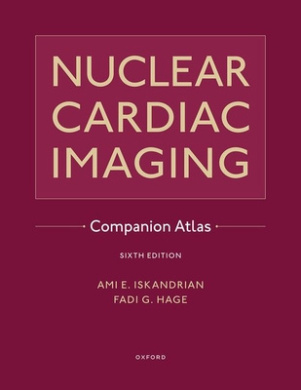 NUCLEAR
CARDIAC
IMAGING
Companion Atlas
SIXTH EDITION
AMI E. ISKANDRIAN
FADI G. HAGE
OXFORD